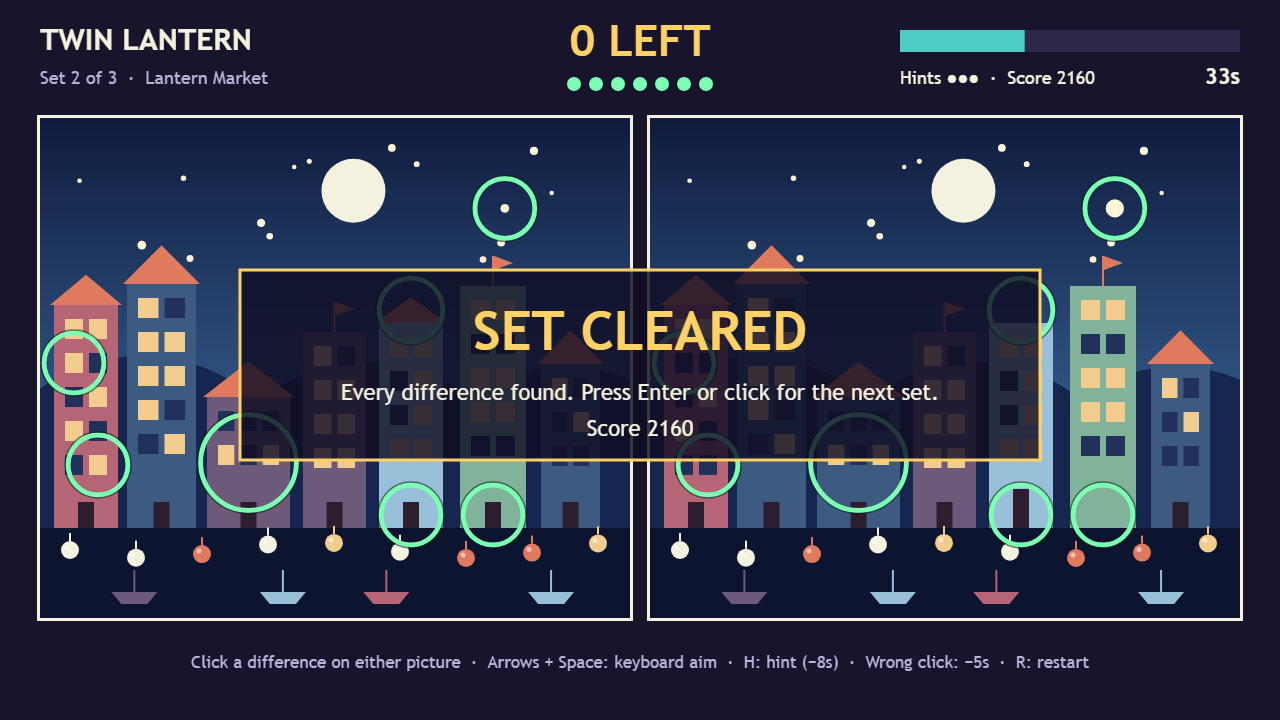 TWIN LANTERN
0 LEFT
Set 2 of 3 · Lantern Market
Hints ●●● · Score 2160
33s
SET CLEARED
Every difference found. Press Enter or click for the next set.
Score 2160
Click a difference on either picture · Arrows + Space: keyboard aim · H: hint (−8s) · Wrong click: −5s · R: restart